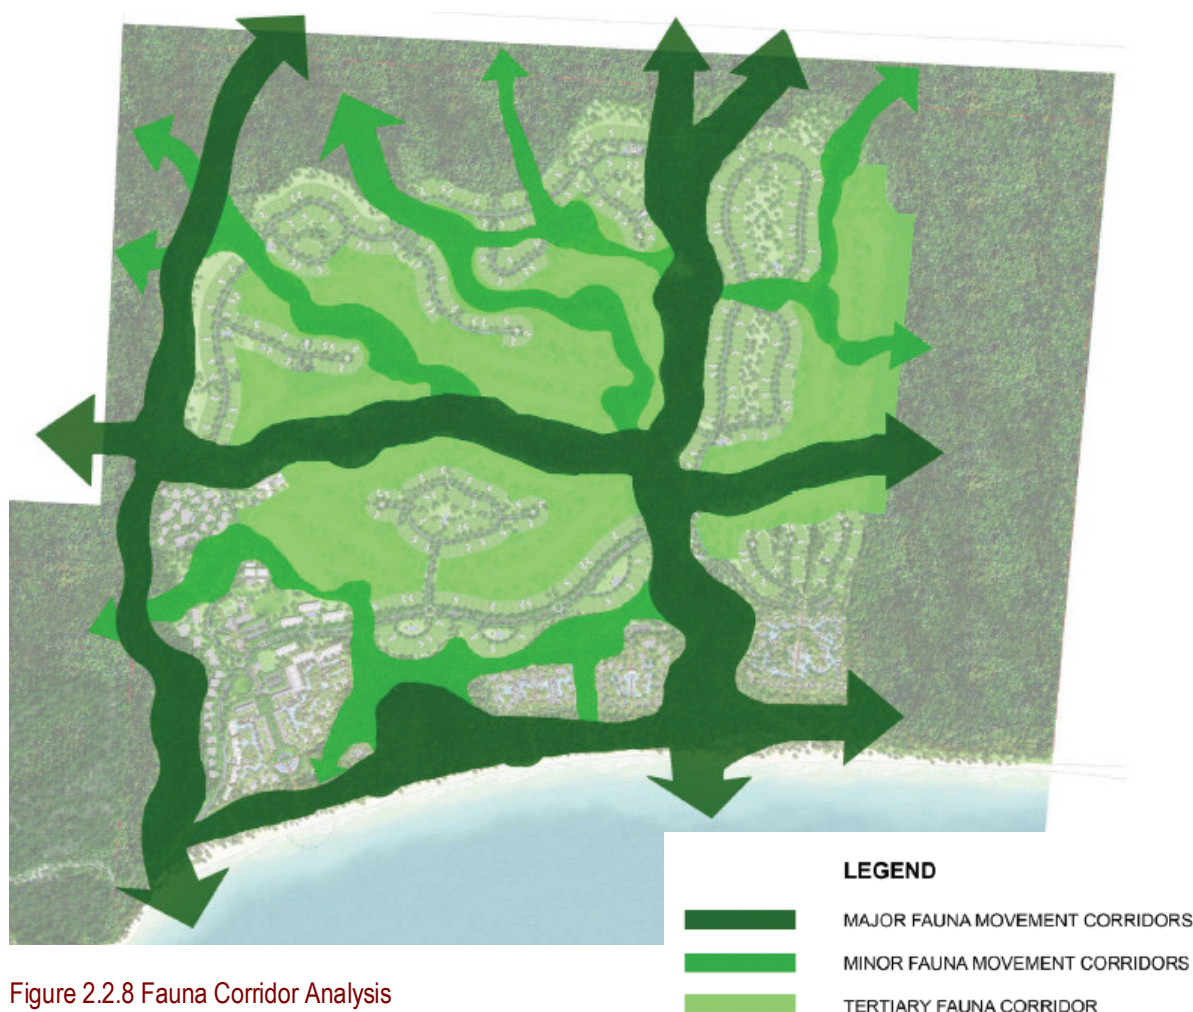 LEGEND
MAJOR FAUNA MOVEMENT CORRIDORS
MINOR FAUNA MOVEMENT CORRIDORS
TERTIARY FAUNA CORRIDOR
Figure 2.2.8 Fauna Corridor Analysis